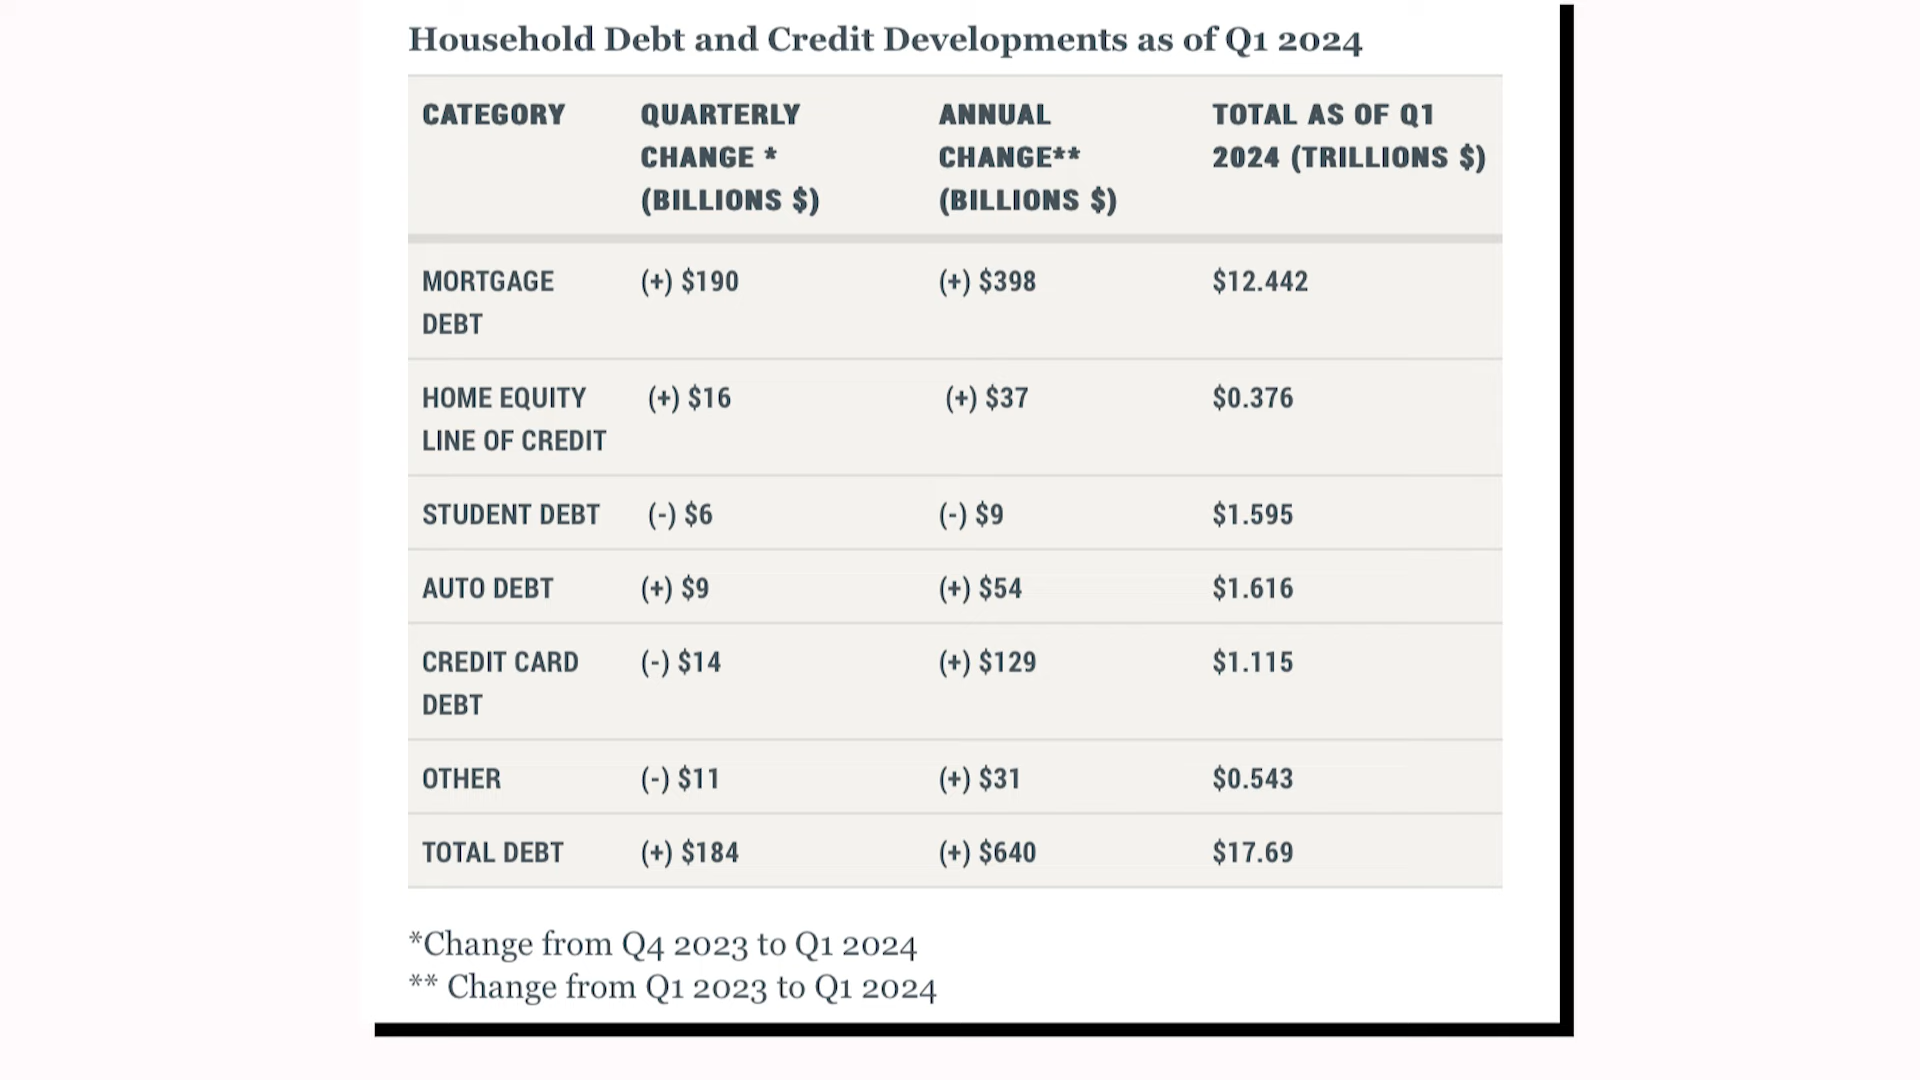 Household Debt and Credit Developments as of Q1 2024
CATEGORY QUARTERLY CHANGE * (BILLIONS $) ANNUAL CHANGE** (BILLIONS $) TOTAL AS OF Q1 2024 (TRILLIONS $)
MORTGAGE DEBT (+) $190 (+) $398 $12.442
HOME EQUITY LINE OF CREDIT (+) $16 (+) $37 $0.376
STUDENT DEBT (-) $6 (-) $9 $1.595
AUTO DEBT (+) $9 (+) $54 $1.616
CREDIT CARD DEBT (-) $14 (+) $129 $1.115
OTHER (-) $11 (+) $31 $0.543
TOTAL DEBT (+) $184 (+) $640 $17.69
*Change from Q4 2023 to Q1 2024
** Change from Q1 2023 to Q1 2024